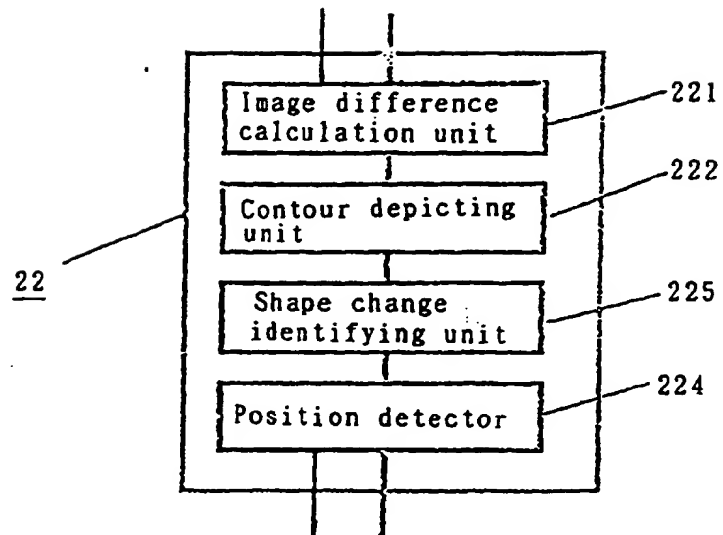 Image difference
calculation unit
221
Contour depicting
unit
222
22
Shape change
identifying unit
225
Position detector
224